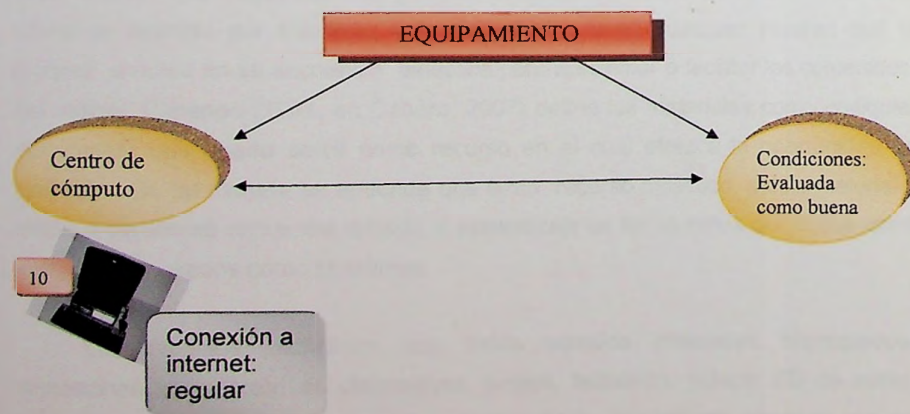 EQUIPAMIENTO
Centro de
cómputo
Condiciones:
Evaluada
como buena
10
Conexión a
internet:
regular